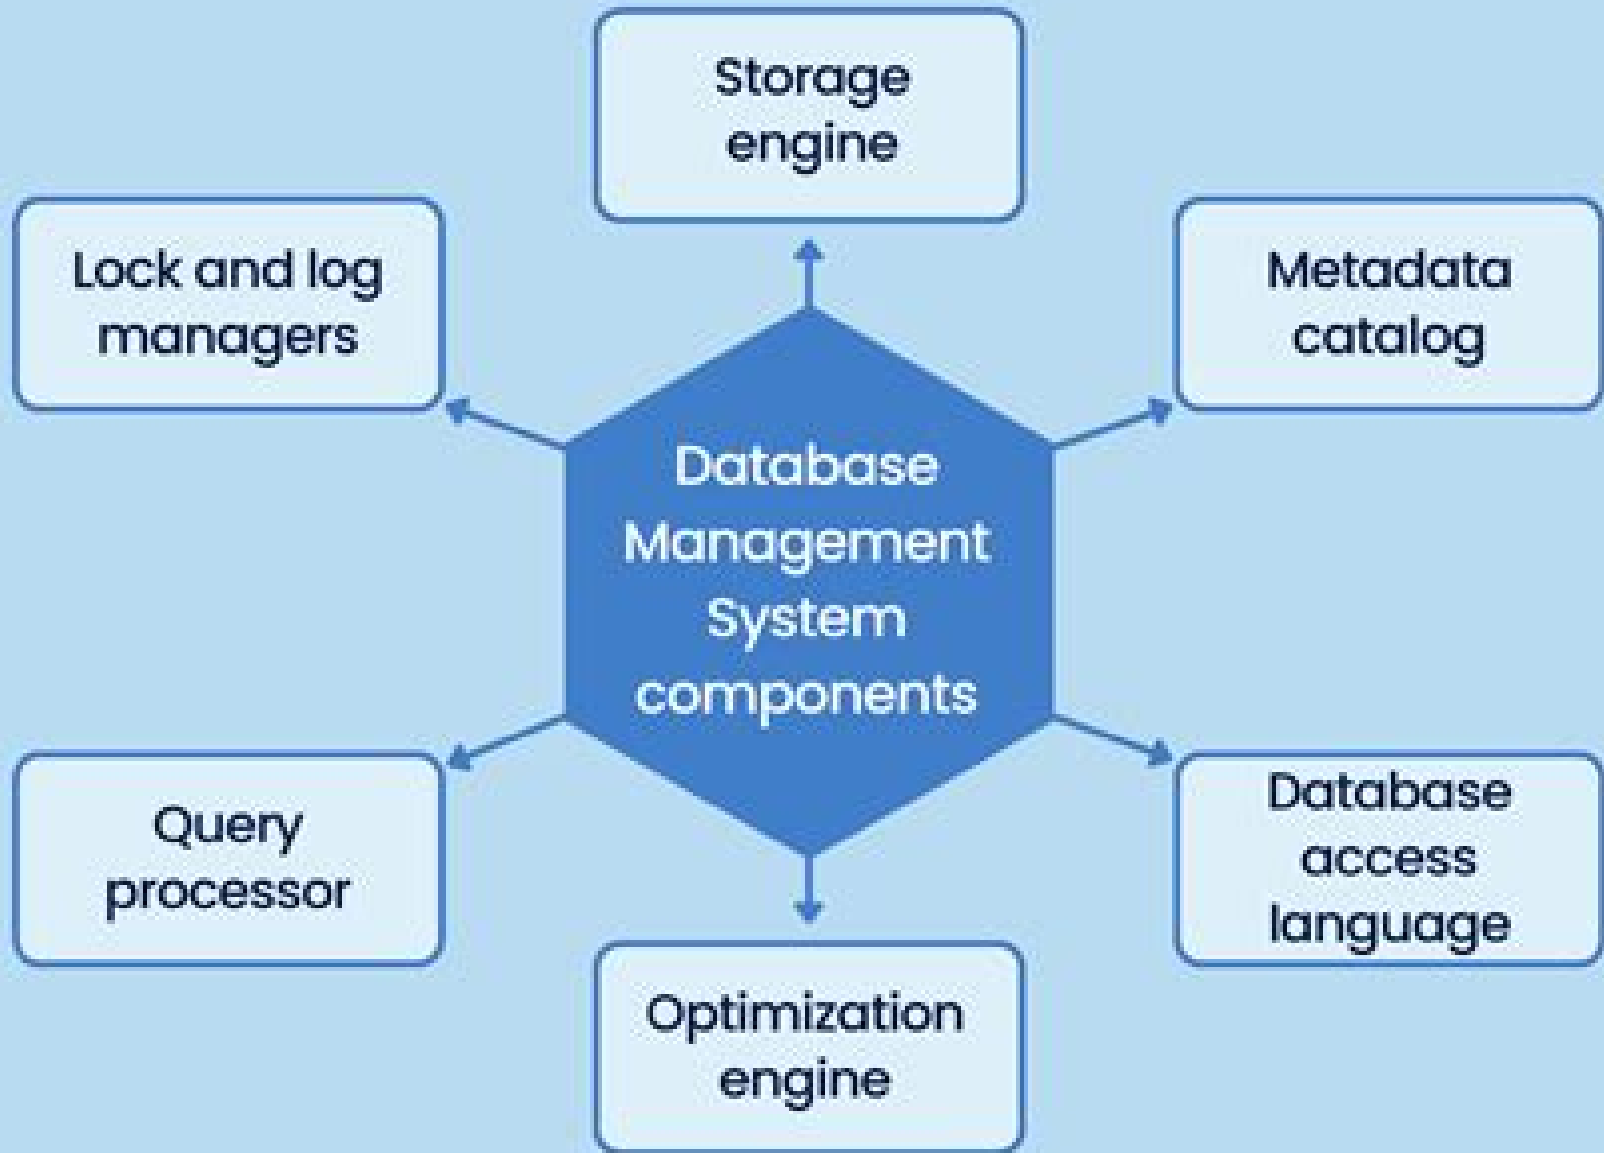 Storage
engine
Lock and log
managers
Metadata
catalog
Database
Management
System
components
Query
processor
Database
access
language
Optimization
engine